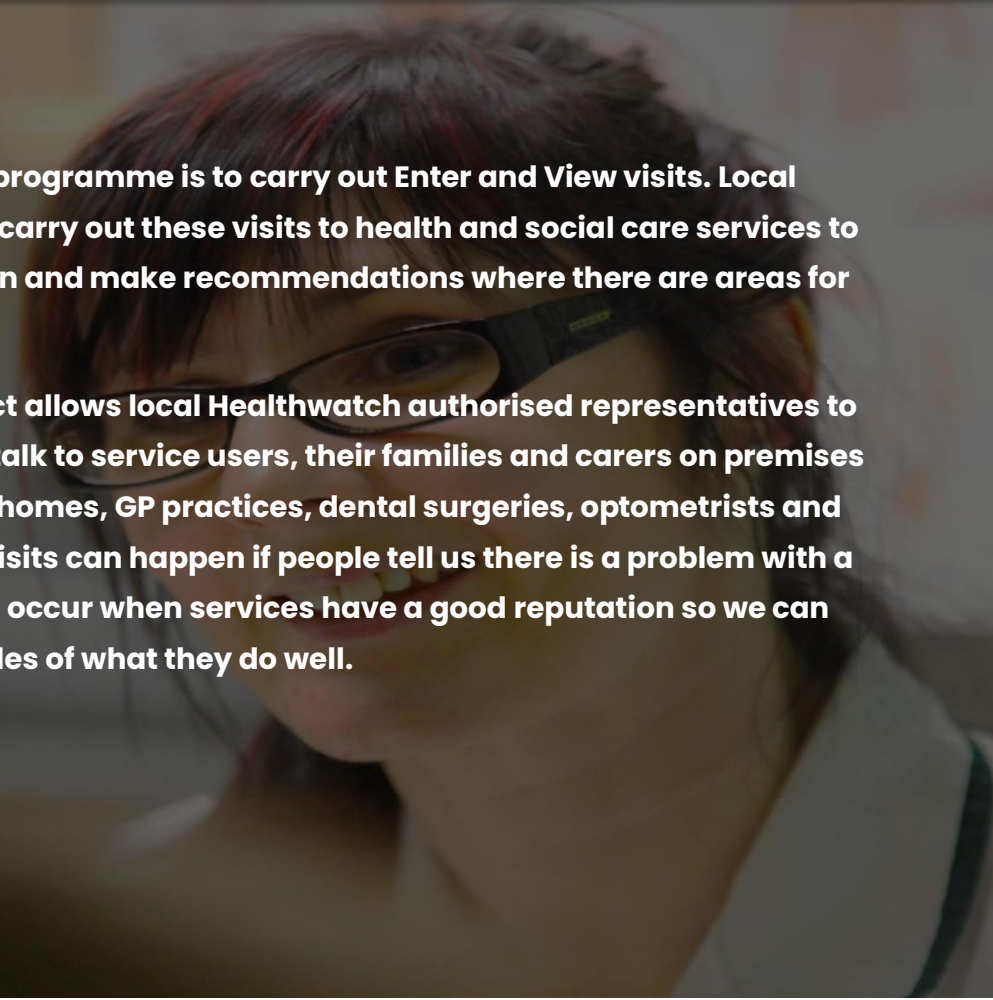 programme is to carry out Enter and View visits. Local
carry out these visits to health and social care services to
n and make recommendations where there are areas for
ct allows local Healthwatch authorised representatives to
talk to service users, their families and carers on premises
homes, GP practices, dental surgeries, optometrists and
isits can happen if people tell us there is a problem with a
occur when services have a good reputation so we can
les of what they do well.